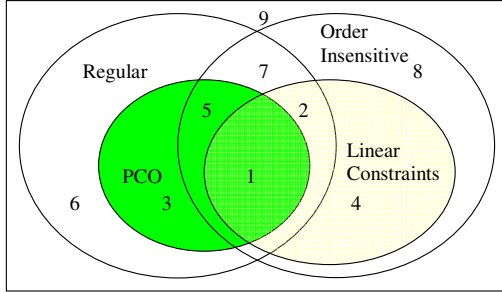 9
Order
Insensitive
Regular
7
8
5
2
PCO
1
Linear
Constraints
6
3
4